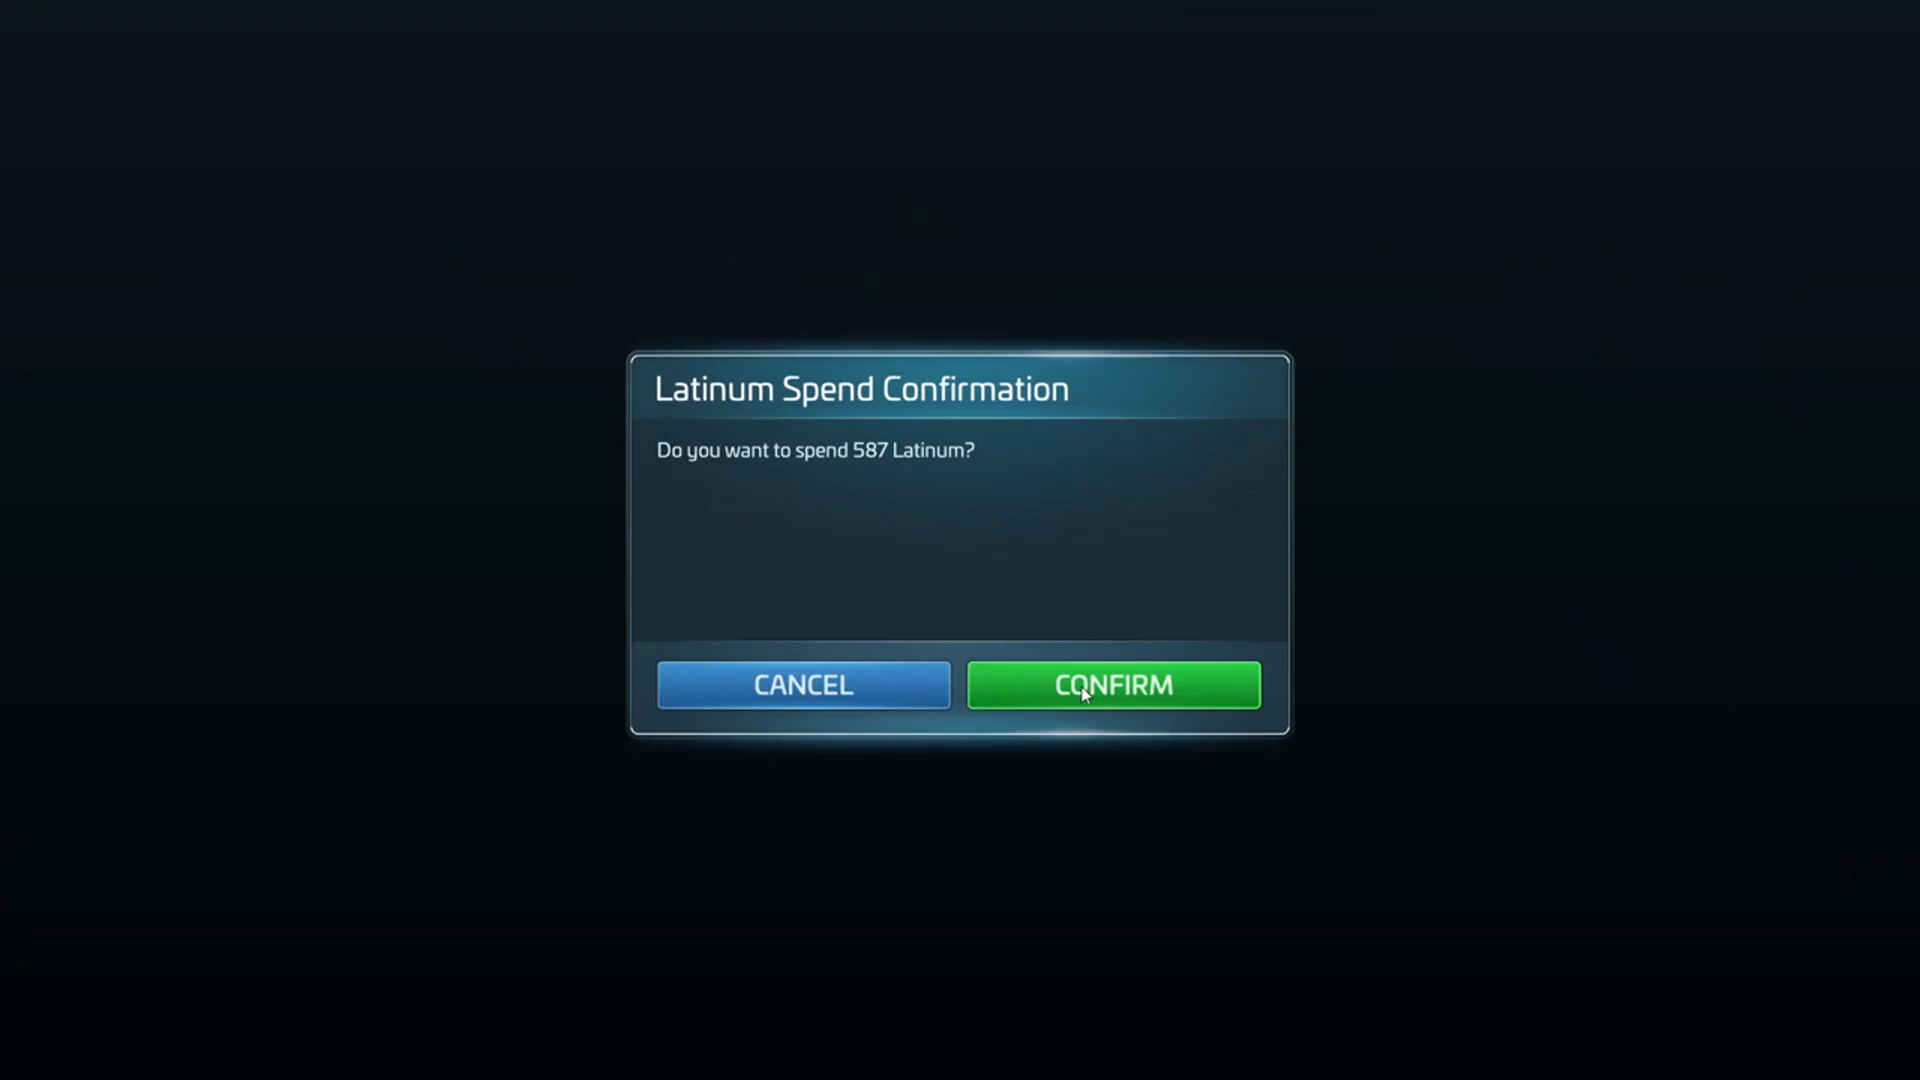 Latinum Spend Confirmation
Do you want to spend 587 Latinum?
CANCEL
CONFIRM